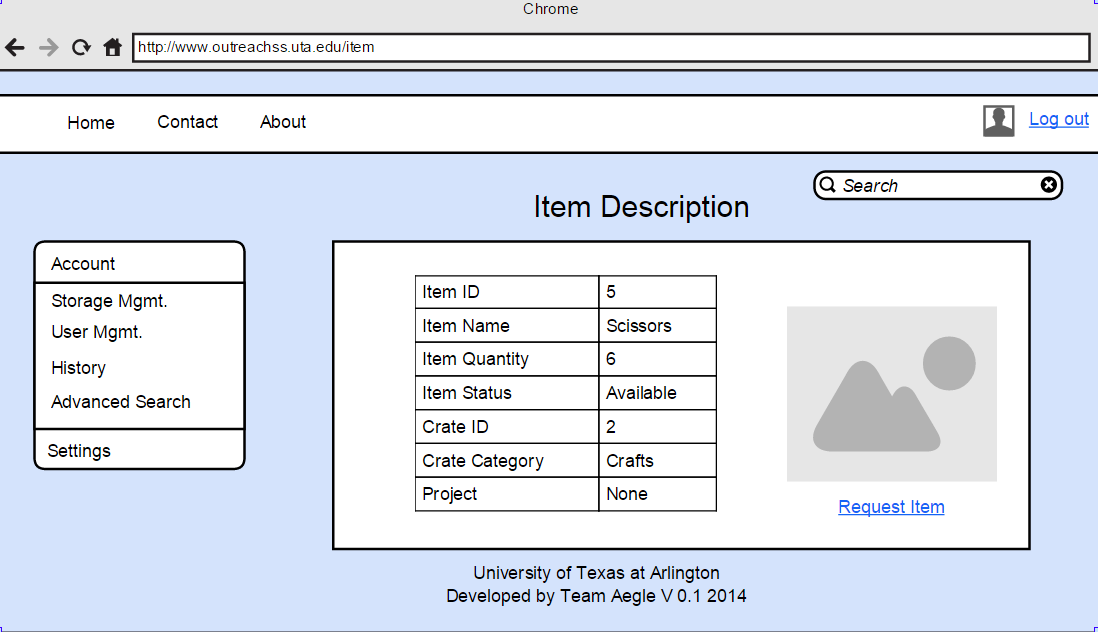 Chrome
http://www.outreachss.uta.edu/item
Home Contact About Log out
Search
Item Description
Account
Storage Mgmt.
User Mgmt.
History
Advanced Search
Settings
Item ID 5
Item Name Scissors
Item Quantity 6
Item Status Available
Crate ID 2
Crate Category Crafts
Project None
Request Item
University of Texas at Arlington
Developed by Team Aegle V 0.1 2014